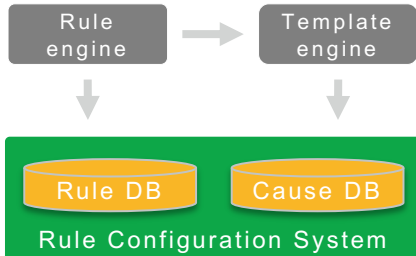 Rule
engine
Template
engine
Rule DB
Cause DB
Rule Configuration System